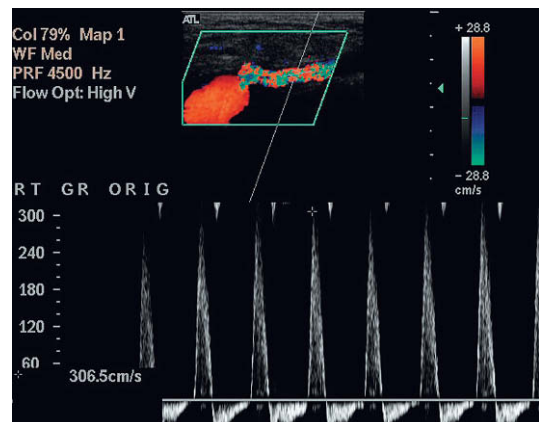 Col 79% Map 1
WF Med
PRF 4500 Hz
Flow Opt: High V
ATL
+ 28.8
− 28.8
cm/s
RT GR ORIG
300
240
180
120
60
306.5cm/s